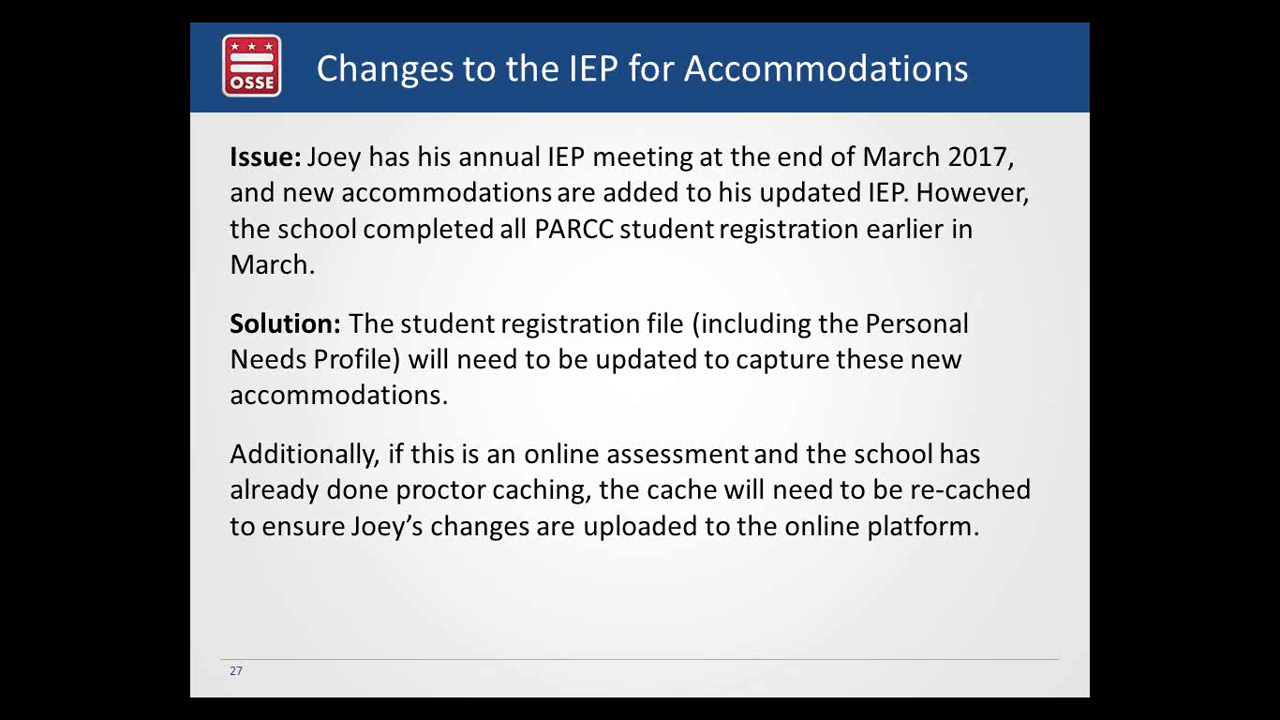 OSSE
Changes to the IEP for Accommodations
Issue: Joey has his annual IEP meeting at the end of March 2017,
and new accommodations are added to his updated IEP. However,
the school completed all PARCC student registration earlier in
March.
Solution: The student registration file (including the Personal
Needs Profile) will need to be updated to capture these new
accommodations.
Additionally, if this is an online assessment and the school has
already done proctor caching, the cache will need to be re-cached
to ensure Joey’s changes are uploaded to the online platform.
27